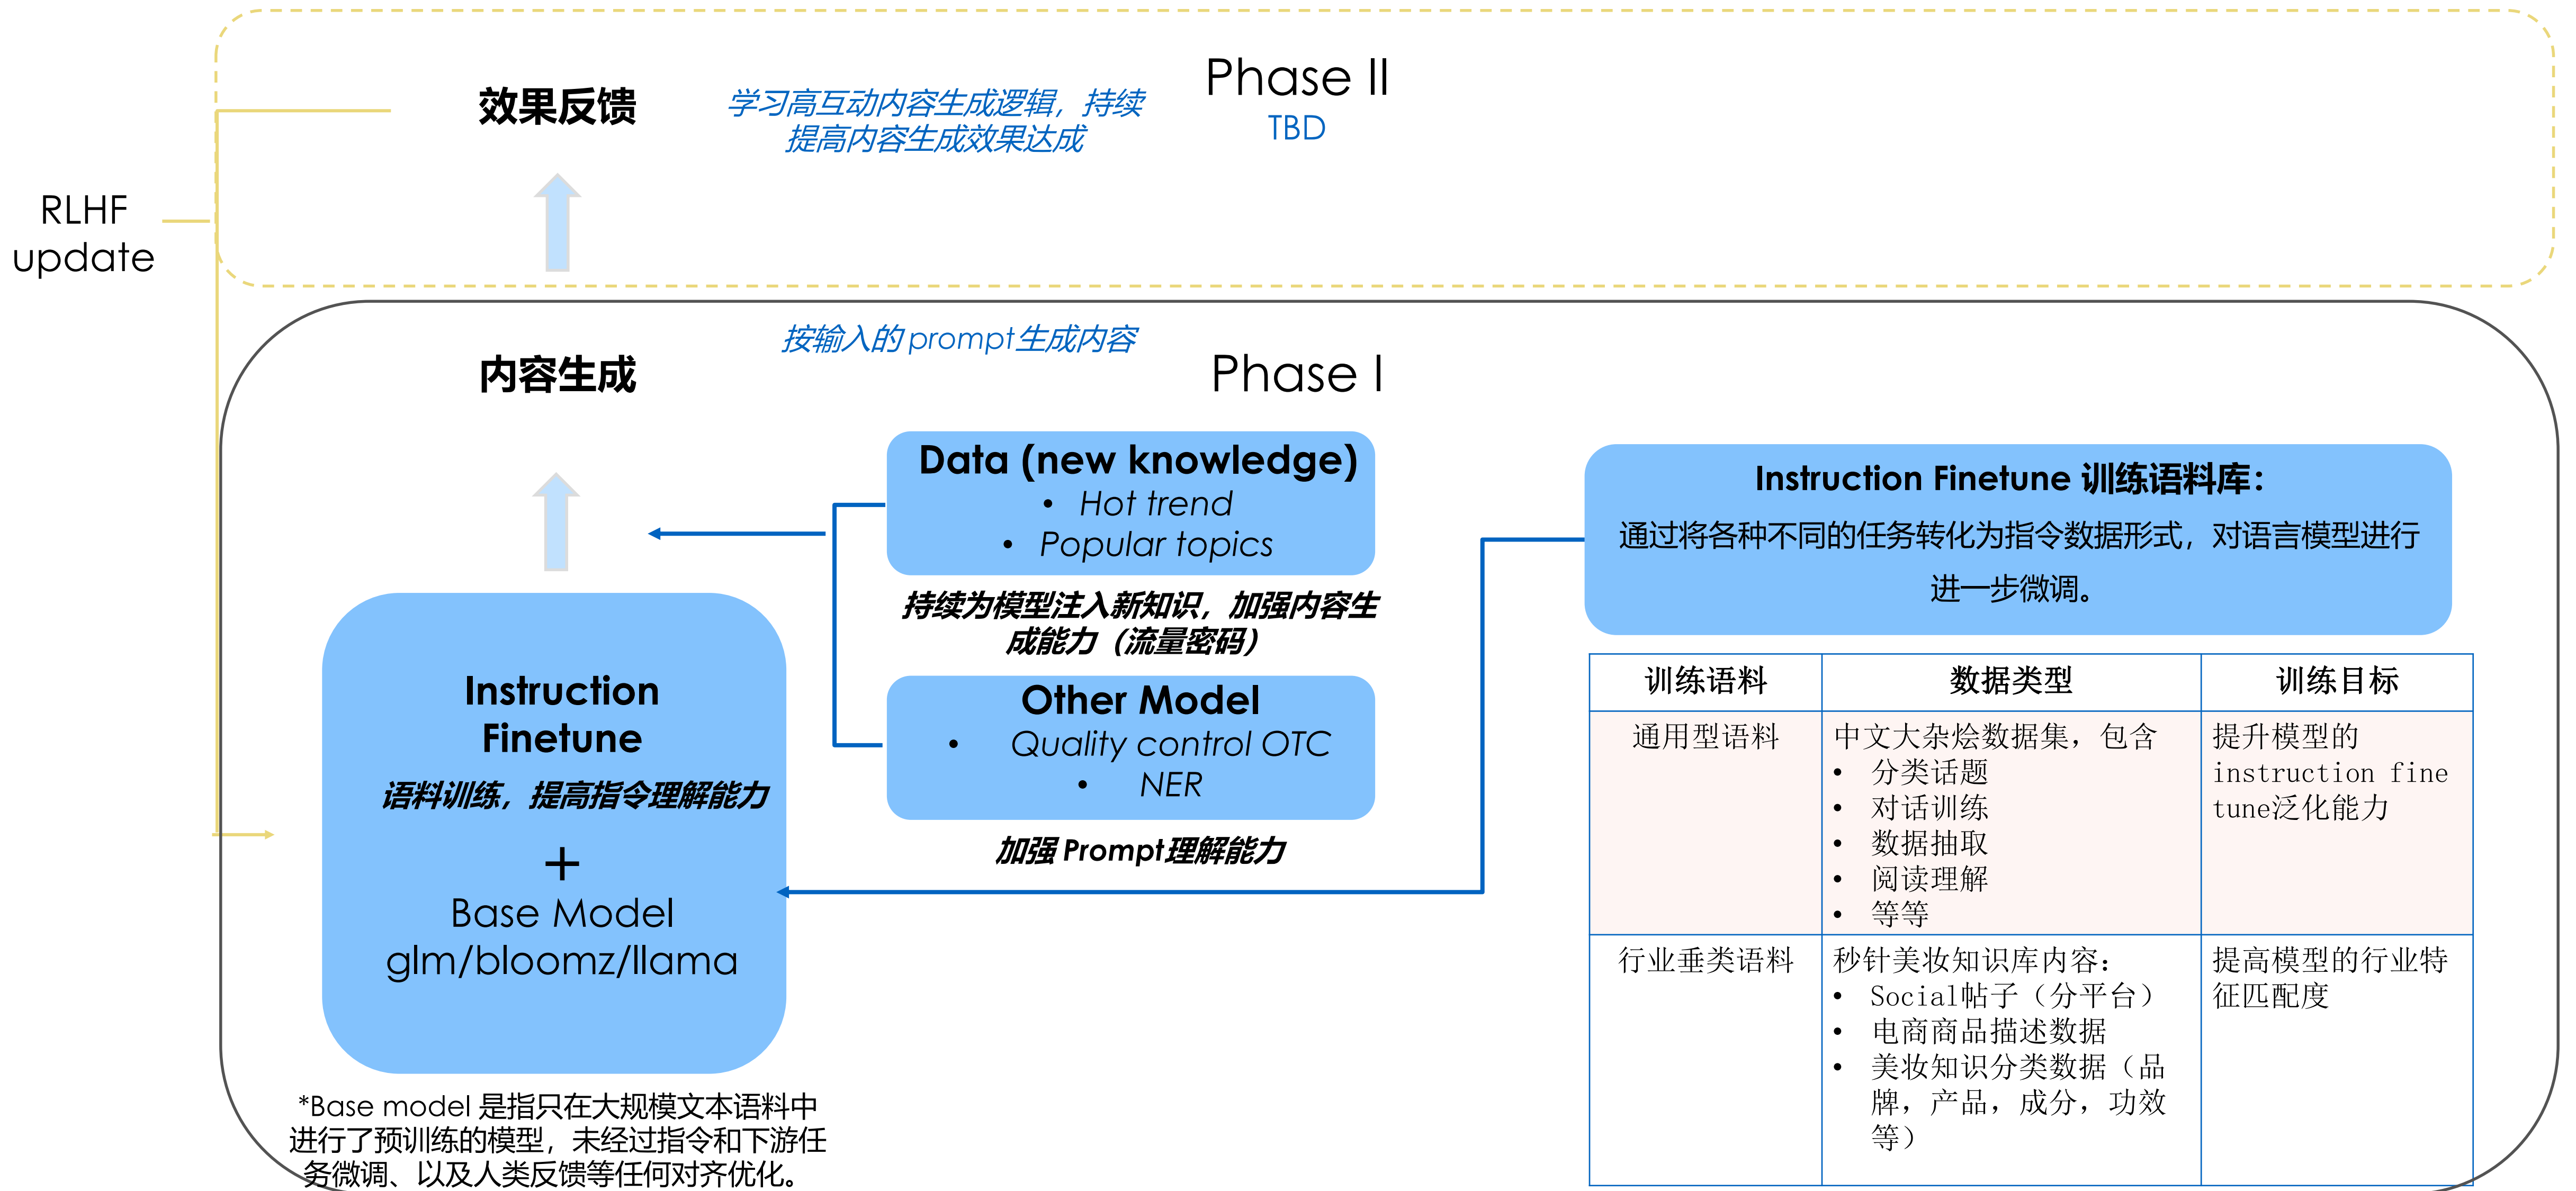 Phase II
TBD
效果反馈
学习高互动内容生成逻辑，持续
提高内容生成效果达成
RLHF
update
按输入的 prompt生成内容
内容生成
Phase I
Data (new knowledge)
• Hot trend
• Popular topics
持续为模型注入新知识，加强内容生
成能力（流量密码）
Other Model
• Quality control OTC
• NER
加强 Prompt理解能力
Instruction
Finetune
语料训练，提高指令理解能力
+
Base Model
glm/bloomz/llama
*Base model 是指只在大规模文本语料中
进行了预训练的模型，未经过指令和下游任
务微调、以及人类反馈等任何对齐优化。
Instruction Finetune 训练语料库：
通过将各种不同的任务转化为指令数据形式，对语言模型进行
进一步微调。
训练语料 数据类型 训练目标
通用型语料
中文大杂烩数据集，包含
• 分类话题
• 对话训练
• 数据抽取
• 阅读理解
• 等等
提升模型的
instruction fine
tune泛化能力
行业垂类语料
秒针美妆知识库内容：
• Social帖子（分平台）
• 电商商品描述数据
• 美妆知识分类数据（品
牌，产品，成分，功效
等）
提高模型的行业特
征匹配度